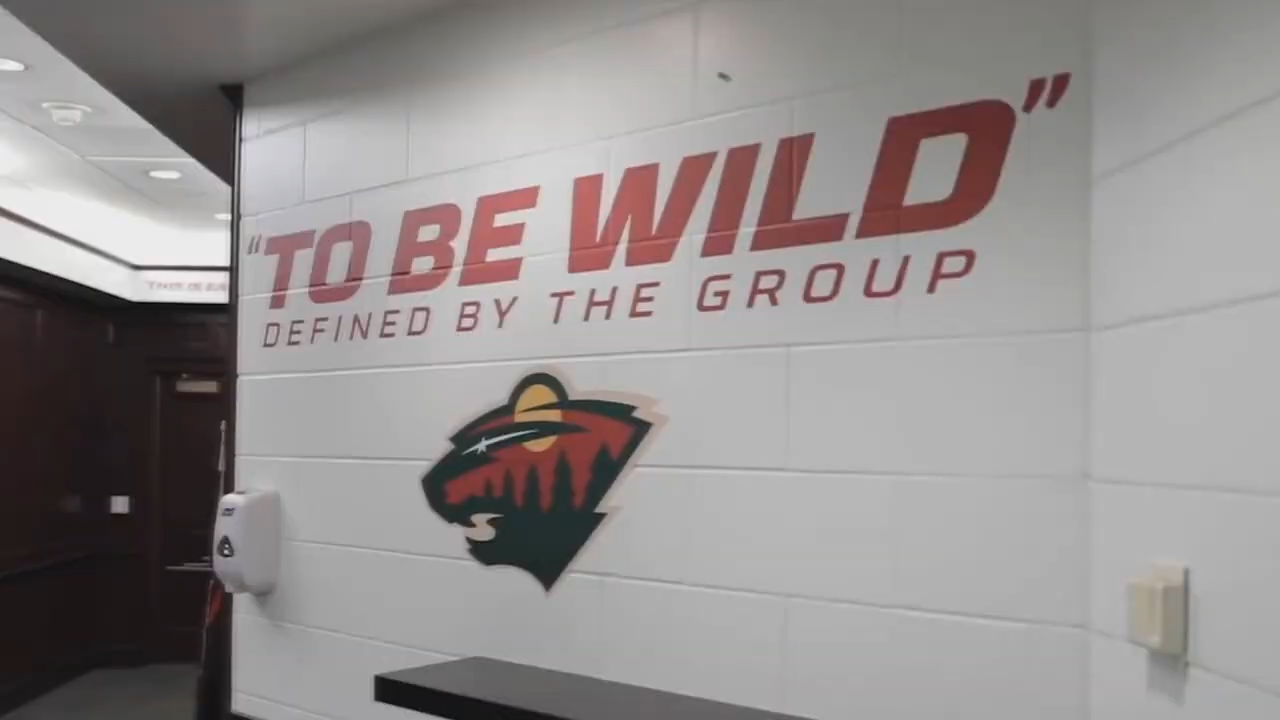 “TO BE WILD”
DEFINED BY THE GROUP